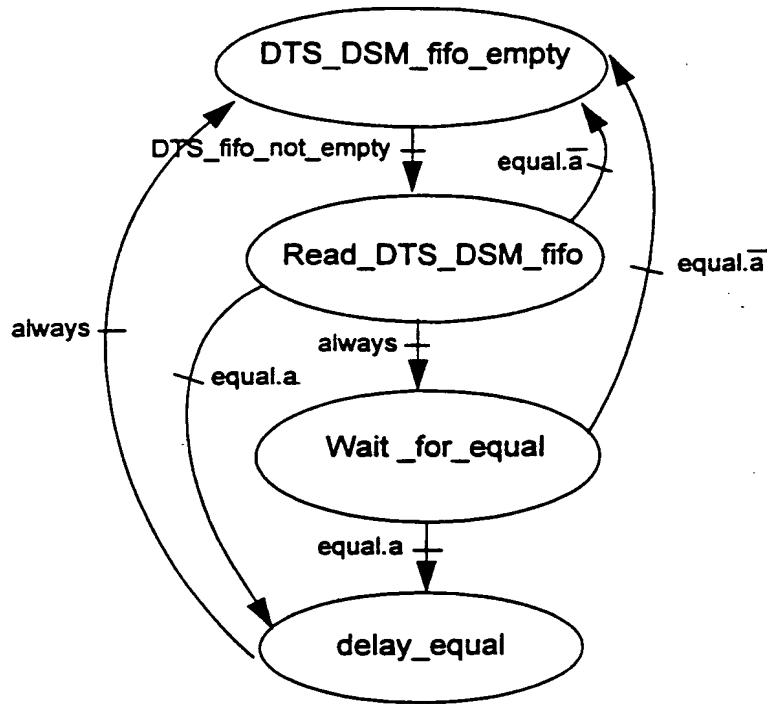 DTS_DSM_fifo_empty
DTS_fifo_not_empty
equal.a̅
Read_DTS_DSM_fifo
equal.a̅
always
always
equal.a
Wait _for_equal
equal.a
delay_equal